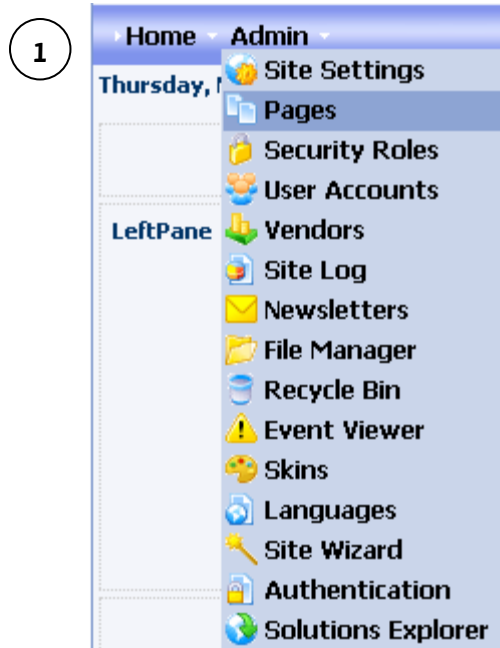 1
Home Admin
Thursday,
Site Settings
Pages
Security Roles
User Accounts
LeftPane
Vendors
Site Log
Newsletters
File Manager
Recycle Bin
Event Viewer
Skins
Languages
Site Wizard
Authentication
Solutions Explorer